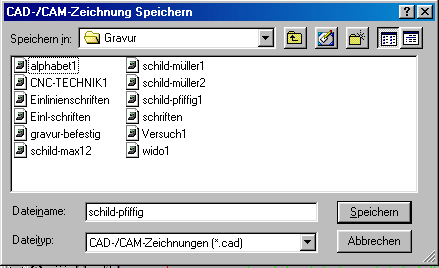 CAD-/CAM-Zeichnung Speichern
Speichern in: Gravur
alphabet1
CNC-TECHNIK1
Einlinienschriften
Einl-schriften
gravur-befestig
schild-max12
schild-müller1
schild-müller2
schild-pfiffig1
schriften
Versuch1
wido1
Dateiname: schild-pfiffig
Speichern
Dateityp: CAD-/CAM-Zeichnungen (*.cad)
Abbrechen